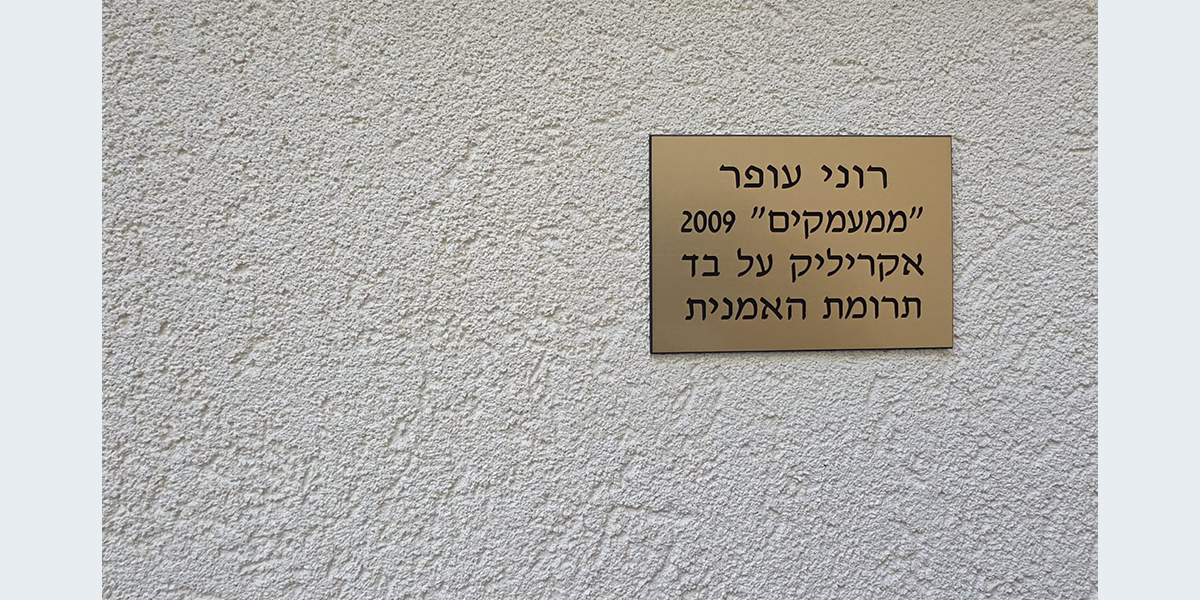 רוני עופר
"ממעמקים" 2009
אקריליק על בד
תרומת האמנית